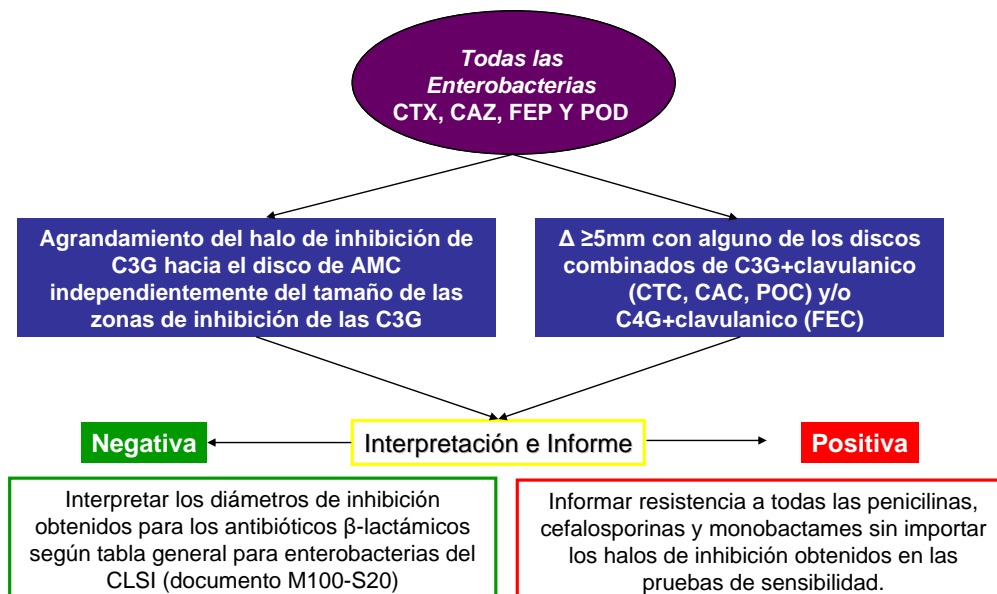 Todas las
Enterobacterias
CTX, CAZ, FEP Y POD
Agrandamiento del halo de inhibición de
C3G hacia el disco de AMC
independientemente del tamaño de las
zonas de inhibición de las C3G
Δ ≥5mm con alguno de los discos
combinados de C3G+clavulanico
(CTC, CAC, POC) y/o
C4G+clavulanico (FEC)
Negativa
Interpretación e Informe
Positiva
Interpretar los diámetros de inhibición
obtenidos para los antibióticos β-lactámicos
según tabla general para enterobacterias del
CLSI (documento M100-S20)
Informar resistencia a todas las penicilinas,
cefalosporinas y monobactames sin importar
los halos de inhibición obtenidos en las
pruebas de sensibilidad.